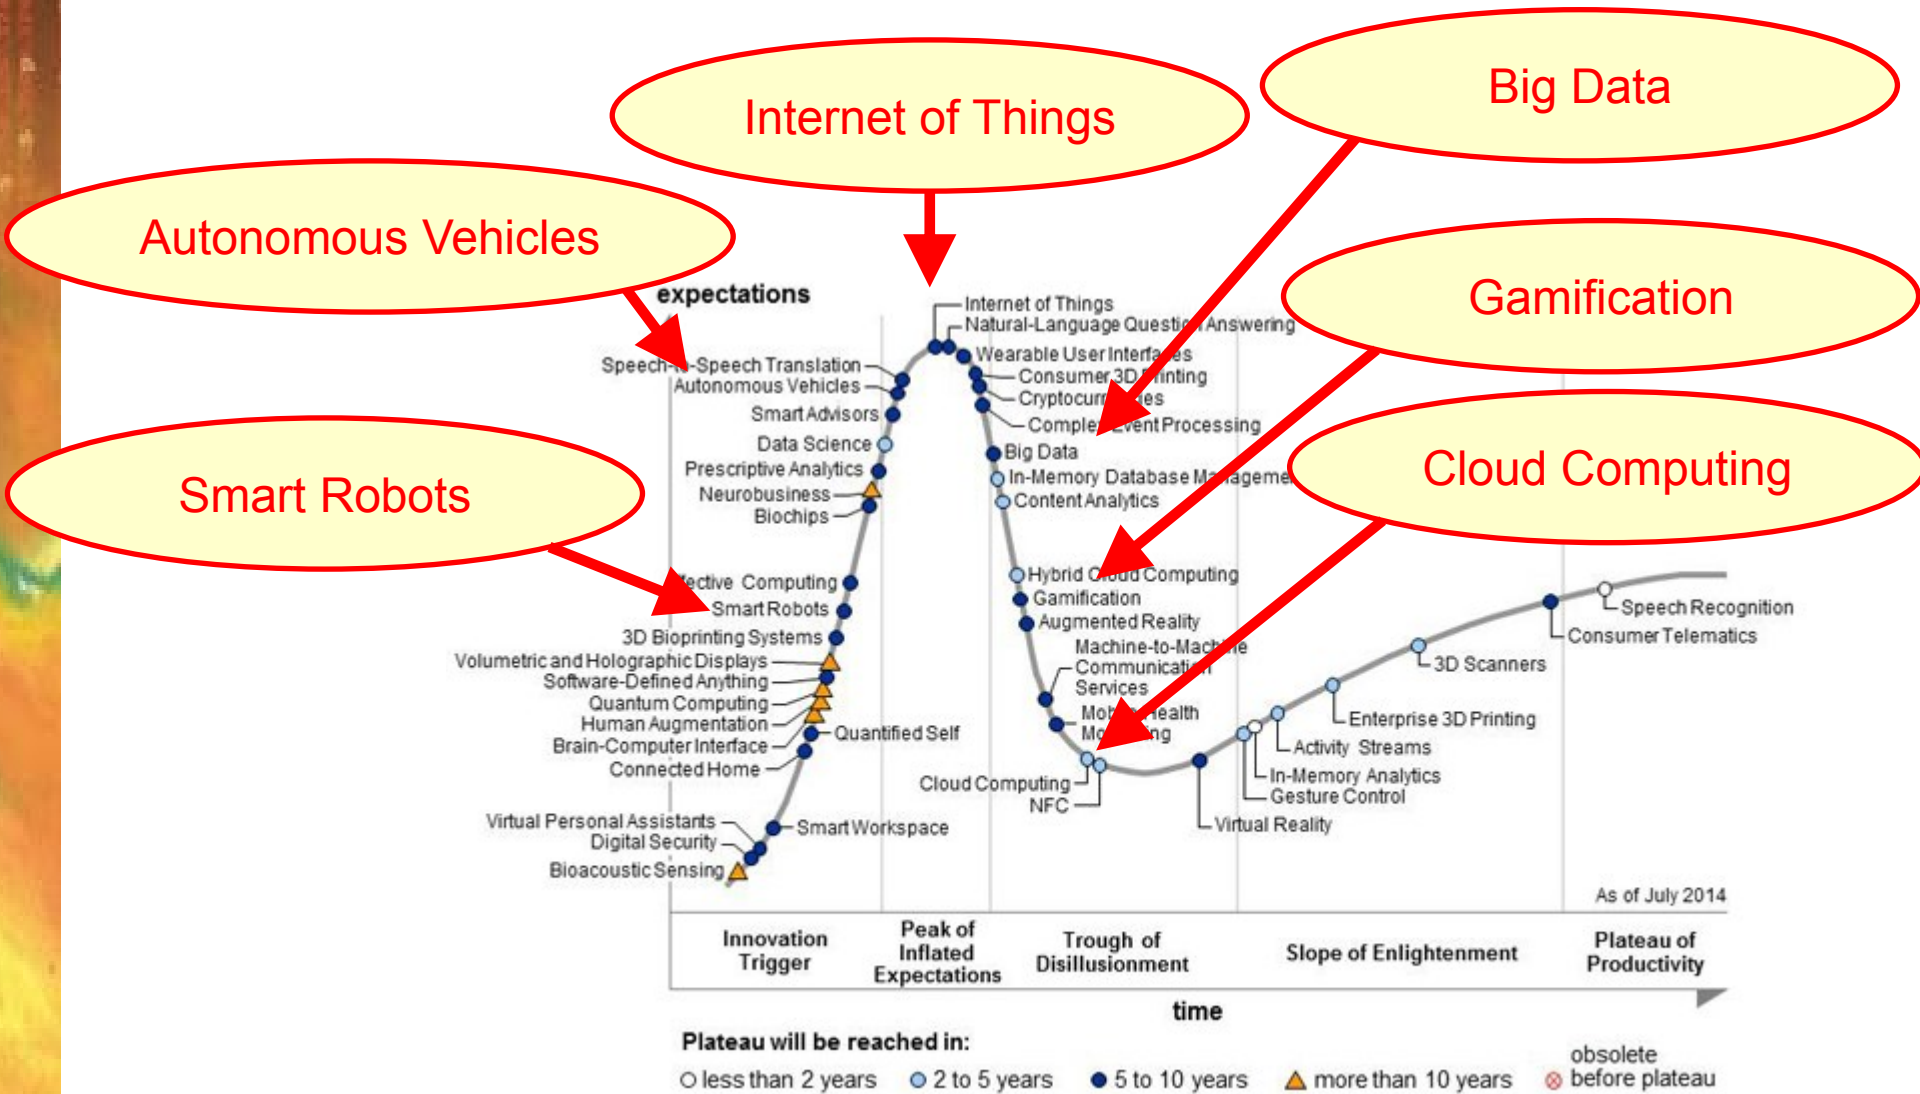 Internet of Things
Big Data
Autonomous Vehicles
Gamification
Smart Robots
Cloud Computing
expectations
Internet of Things
Natural-Language Question Answering
Wearable User Interfaces
Speech-to-Speech Translation
Consumer 3D Printing
Autonomous Vehicles
Cryptocurrencies
Smart Advisors
Complex Event Processing
Data Science
Big Data
Prescriptive Analytics
In-Memory Database
Neurobusiness
Content Analytics
Biochips
Computing
Hybrid Cloud Computing
Smart Robots
Gamification
Augmented Reality
3D Bioprinting Systems
Machine-to-Machine
Communication
Services
Volumetric and Holographic Displays
Software-Defined Anything
Quantum Computing
Human Augmentation
Brain-Computer Interface
Connected Home
Quantified Self
Mobile Health
Monitoring
Cloud Computing
NFC
Virtual Personal Assistants
Digital Security
Bioacoustic Sensing
Smart Workspace
Virtual Reality
Gesture Control
In-Memory Analytics
Activity Streams
Enterprise 3D Printing
3D Scanners
Consumer Telematics
Speech Recognition
As of July 2014
Innovation
Trigger
Peak of
Inflated
Expectations
Trough of
Disillusionment
Slope of Enlightenment
Plateau of
Productivity
time
Plateau will be reached in:
less than 2 years
2 to 5 years
5 to 10 years
more than 10 years
obsolete
before plateau